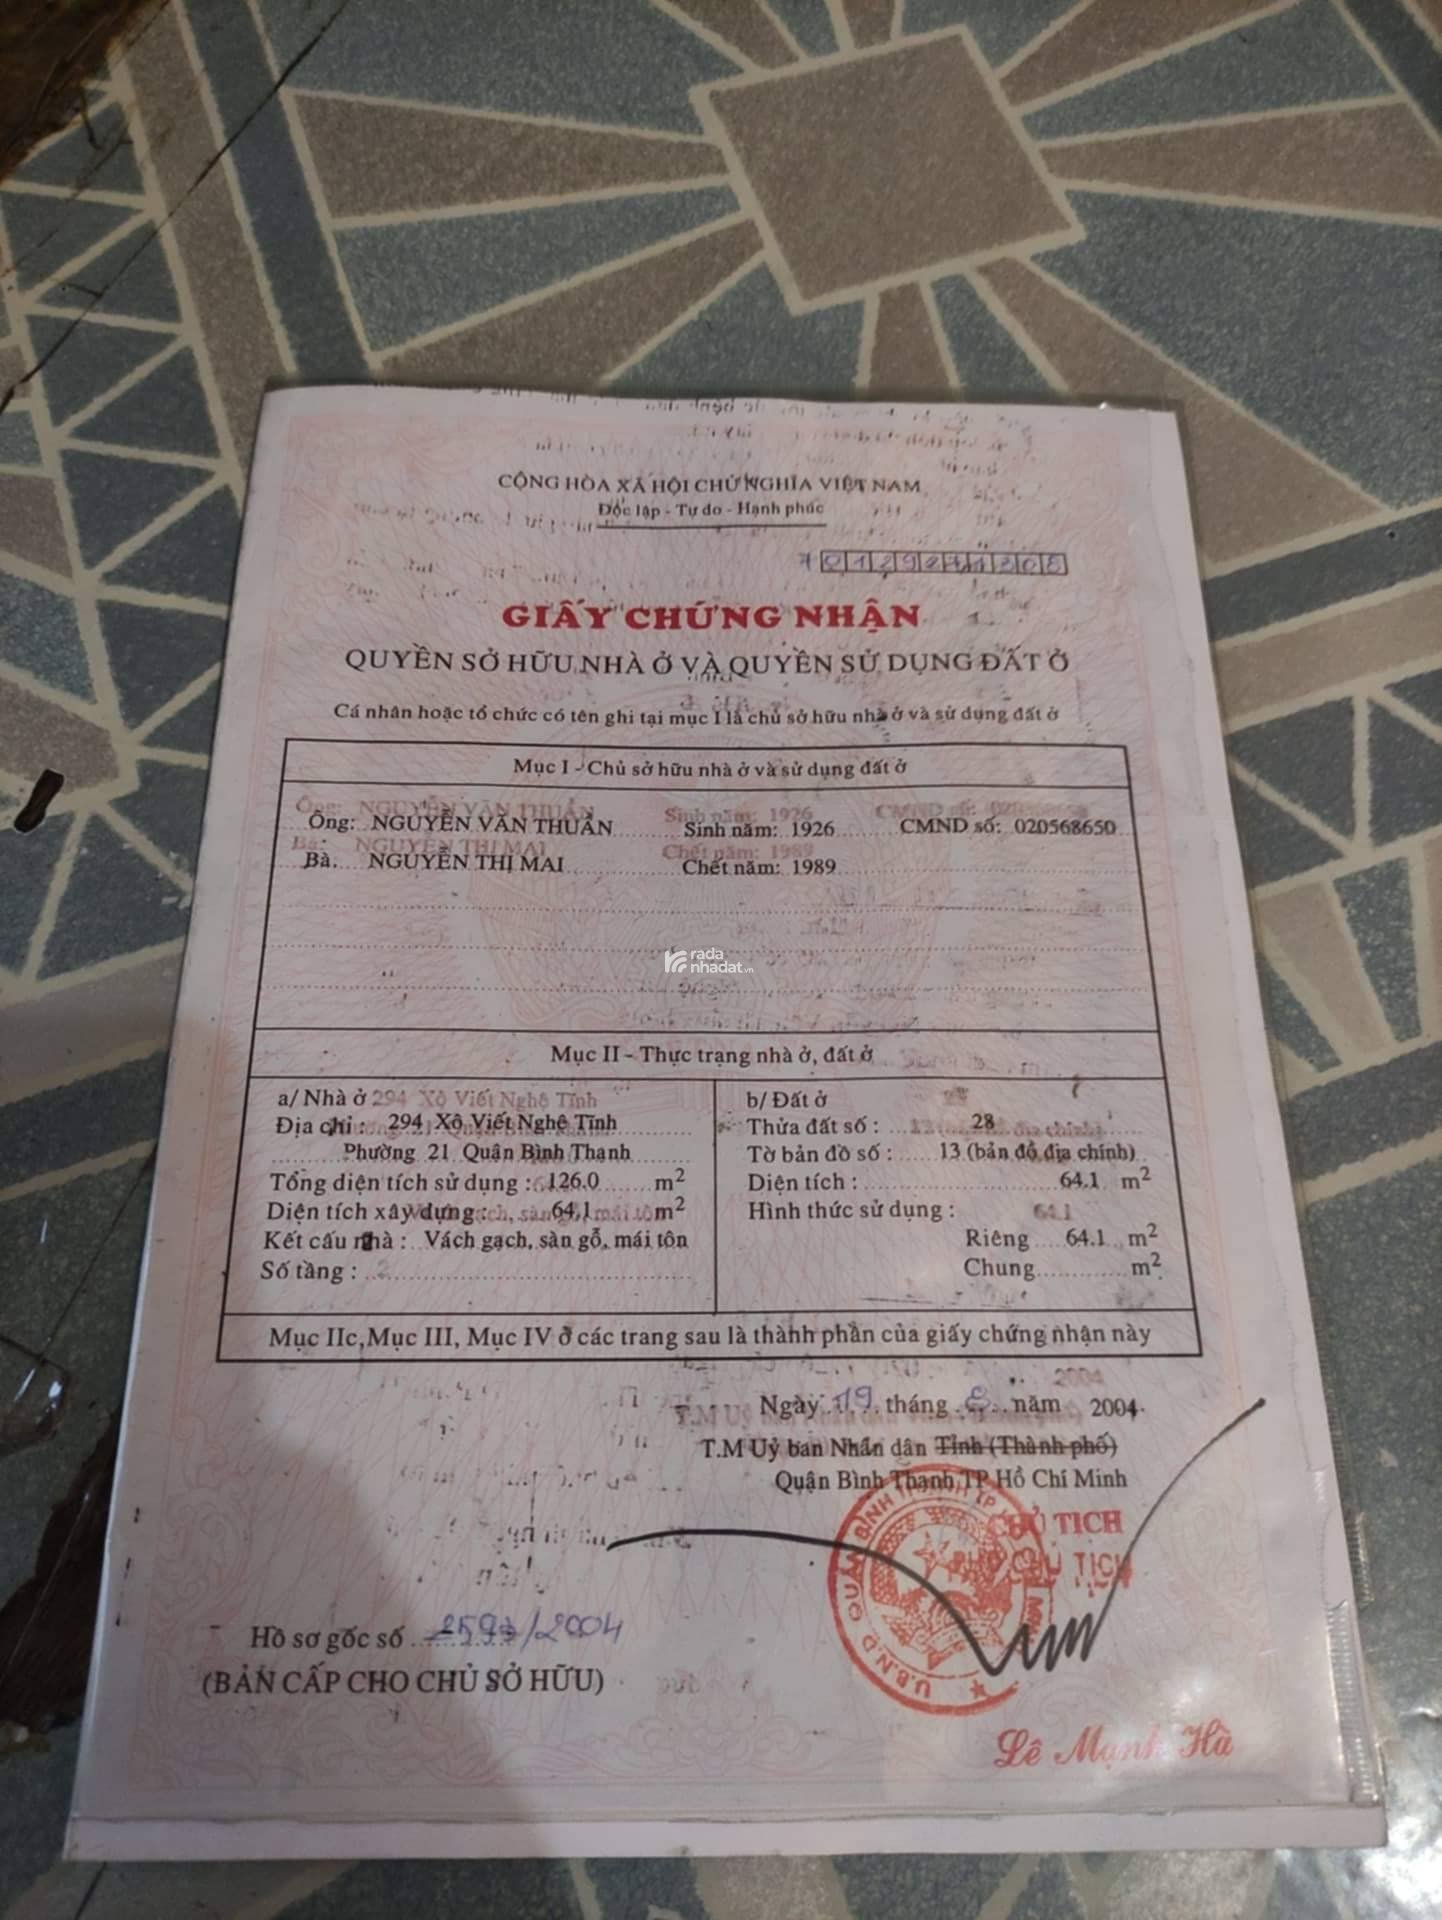 CỘNG HÒA XÃ HỘI CHỦ NGHĨA VIỆT NAM
Độc lập - Tự do - Hạnh phúc
GIẤY CHỨNG NHẬN
QUYỀN SỞ HỮU NHÀ Ở VÀ QUYỀN SỬ DỤNG ĐẤT Ở
Cá nhân hoặc tổ chức có tên ghi tại mục I là chủ sở hữu nhà ở và sử dụng đất ở
Mục I - Chủ sở hữu nhà ở và sử dụng đất ở
Ông: NGUYỄN VĂN THUẦN Sinh năm: 1926 CMND số: 020568650
Bà. NGUYỄN THỊ MAI Chết năm: 1989
rada
nhadat.vn
Mục II - Thực trạng nhà ở, đất ở
a/ Nhà ở
Địa chỉ : 294 Xô Viết Nghệ Tĩnh
Phường 21 Quận Bình Thạnh
Tổng diện tích sử dụng : 126.0 m2
Diện tích xây dựng : 64.1 m2
Kết cấu nhà : Vách gạch, sàn gỗ, mái tôn
Số tầng : 2
b/ Đất ở
Thửa đất số : 28
Tờ bản đồ số : 13 (bản đồ địa chính)
Diện tích : 64.1 m2
Hình thức sử dụng :
Riêng 64.1 m2
Chung m2
Mục IIc, Mục III, Mục IV ở các trang sau là thành phần của giấy chứng nhận này
Ngày 19 tháng 8 năm 2004
T.M Uỷ ban Nhân dân Tỉnh (Thành phố)
Quận Bình Thạnh TP Hồ Chí Minh
CHỦ TỊCH
PHÓ CHỦ TỊCH
Hồ sơ gốc số /2004
(BẢN CẤP CHO CHỦ SỞ HỮU)
Lê Mạnh Hà